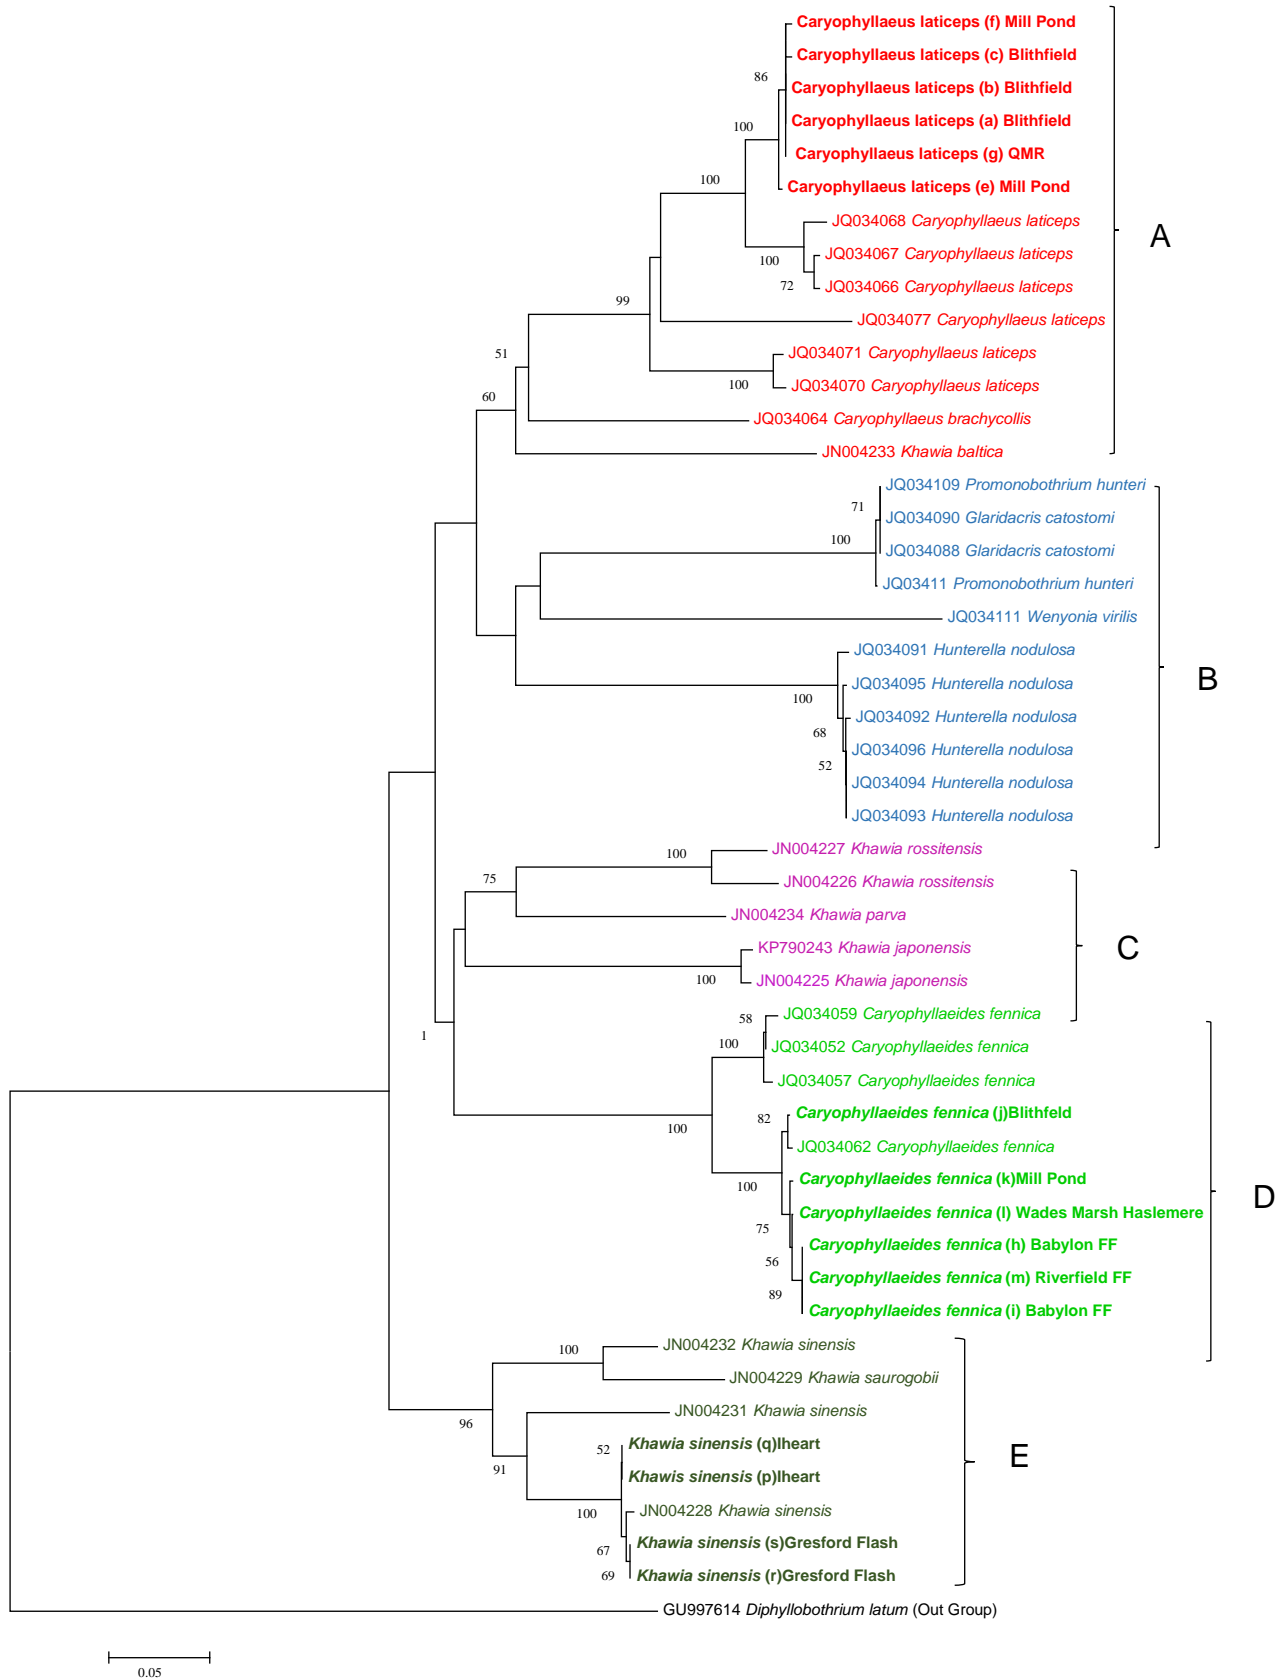 Caryophyllaeus laticeps (f) Mill Pond
Caryophyllaeus laticeps (c) Blithfield
86
Caryophyllaeus laticeps (b) Blithfield
Caryophyllaeus laticeps (a) Blithfield
100
Caryophyllaeus laticeps (g) QMR
100
Caryophyllaeus laticeps (e) Mill Pond
JQ034068 Caryophyllaeus laticeps
A
JQ034067 Caryophyllaeus laticeps
100
JQ034066 Caryophyllaeus laticeps
72
99
JQ034077 Caryophyllaeus laticeps
JQ034071 Caryophyllaeus laticeps
51
JQ034070 Caryophyllaeus laticeps
100
60
JQ034064 Caryophyllaeus brachycollis
JN004233 Khawia baltica
JQ034109 Promonobothrium hunteri
71
JQ034090 Glaridacris catostomi
100
JQ034088 Glaridacris catostomi
JQ03411 Promonobothrium hunteri
JQ034111 Wenyonia virilis
JQ034091 Hunterella nodulosa
B
JQ034095 Hunterella nodulosa
100
JQ034092 Hunterella nodulosa
68
JQ034096 Hunterella nodulosa
52
JQ034094 Hunterella nodulosa
JQ034093 Hunterella nodulosa
JN004227 Khawia rossitensis
100
75
JN004226 Khawia rossitensis
JN004234 Khawia parva
KP790243 Khawia japonensis
C
100
JN004225 Khawia japonensis
JQ034059 Caryophyllaeides fennica
58
1
100
JQ034052 Caryophyllaeides fennica
JQ034057 Caryophyllaeides fennica
Caryophyllaeides fennica (j)Blithfeld
82
100
JQ034062 Caryophyllaeides fennica
Caryophyllaeides fennica (k)Mill Pond
100
D
Caryophyllaeides fennica (l) Wades Marsh Haslemere
75
Caryophyllaeides fennica (h) Babylon FF
56
Caryophyllaeides fennica (m) Riverfield FF
89
Caryophyllaeides fennica (i) Babylon FF
JN004232 Khawia sinensis
100
JN004229 Khawia saurogobii
JN004231 Khawia sinensis
96
Khawia sinensis (q)Iheart
52
E
91
Khawis sinensis (p)Iheart
JN004228 Khawia sinensis
100
Khawia sinensis (s)Gresford Flash
67
69
Khawia sinensis (r)Gresford Flash
GU997614 Diphyllobothrium latum (Out Group)
0.05